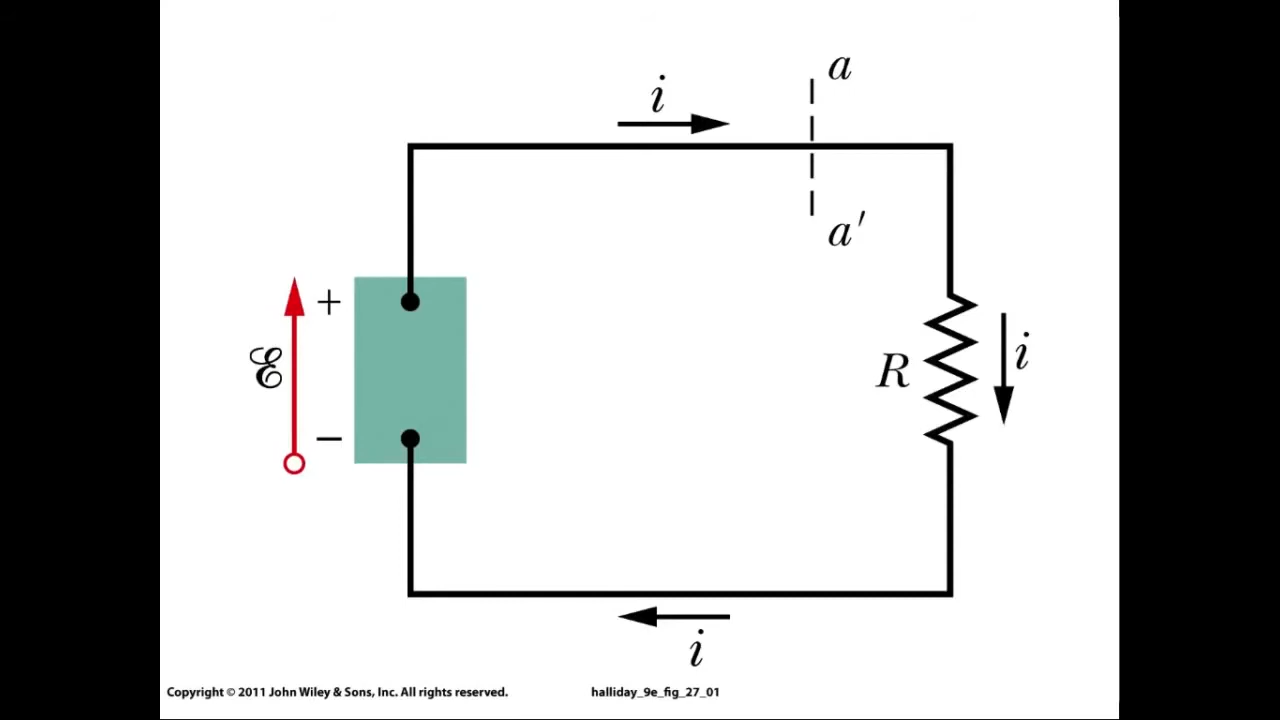 a
i
a′
+
ℰ
R
i
−
i
Copyright © 2011 John Wiley & Sons, Inc. All rights reserved.
halliday_9e_fig_27_01